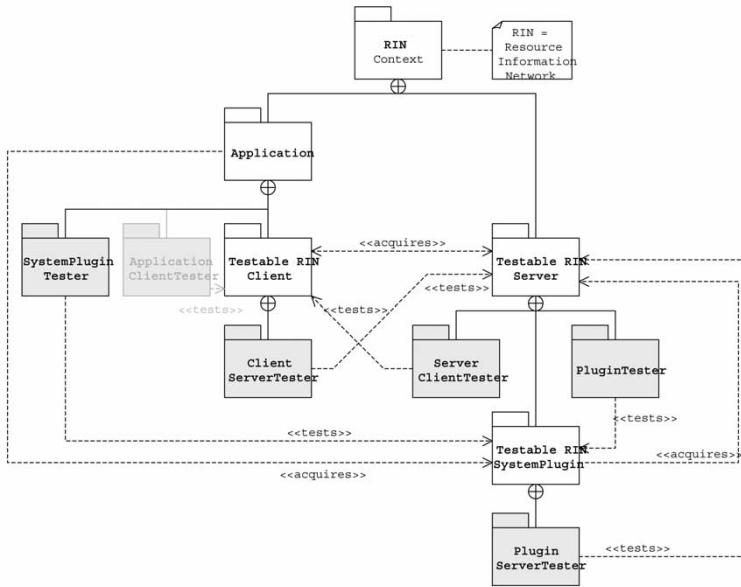 RIN
Context
RIN =
Resource
Information
Network
Application
SystemPlugin
Tester
Application
ClientTester
Testable RIN
Client
<<acquires>>
Testable RIN
Server
<<tests>>
<<tests>>
<<tests>>
Client
ServerTester
Server
ClientTester
PluginTester
<<tests>>
<<tests>>
Testable RIN
SystemPlugin
<<acquires>>
<<acquires>>
Plugin
ServerTester
<<tests>>